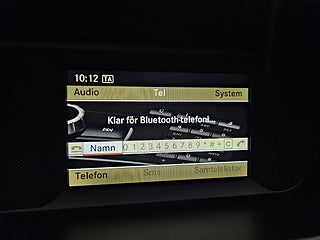 10:12 TA
Audio Tel System
Klar för Bluetooth-telefoni
Namn 0 1 2 3 4 5 6 7 8 9 * # + C
Telefon Sms Samtalslistor